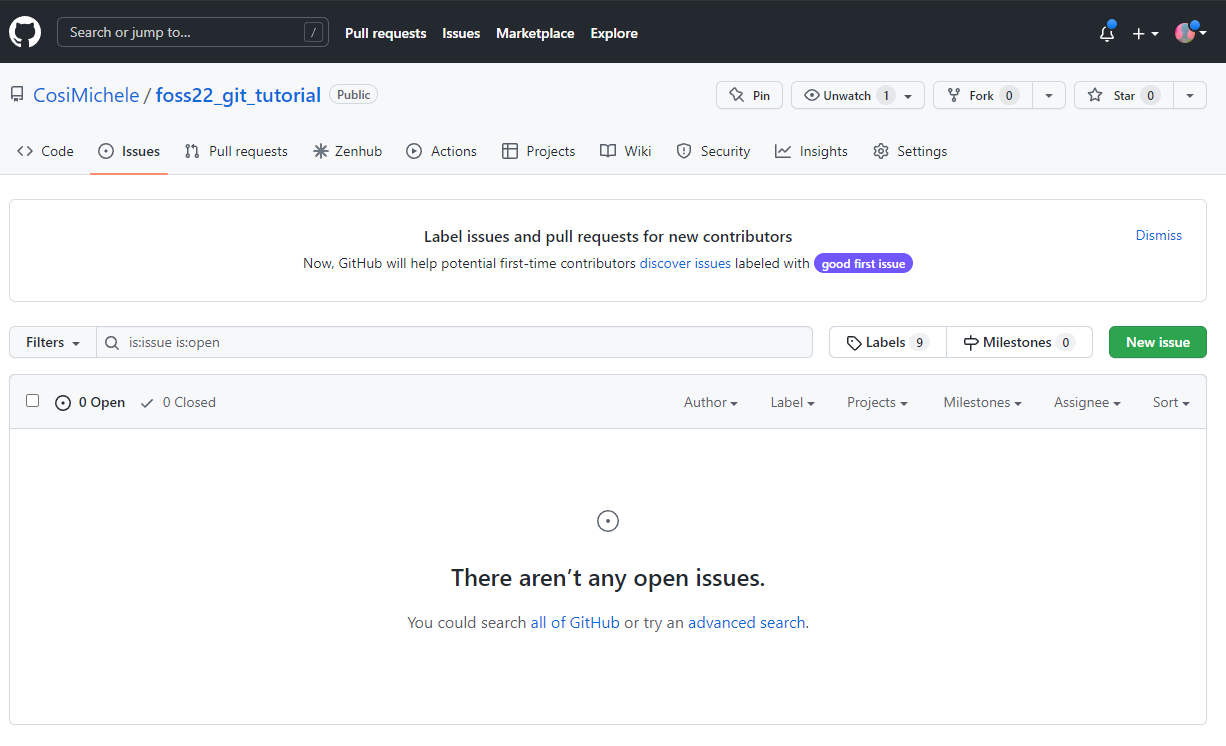 Search or jump to... / Pull requests Issues Marketplace Explore
CosiMichele / foss22_git_tutorial Public Pin Unwatch 1 Fork 0 Star 0
Code Issues Pull requests Zenhub Actions Projects Wiki Security Insights Settings
Label issues and pull requests for new contributors Dismiss
Now, GitHub will help potential first-time contributors discover issues labeled with good first issue
Filters is:issue is:open Labels 9 Milestones 0 New issue
0 Open 0 Closed Author Label Projects Milestones Assignee Sort
There aren’t any open issues.
You could search all of GitHub or try an advanced search.